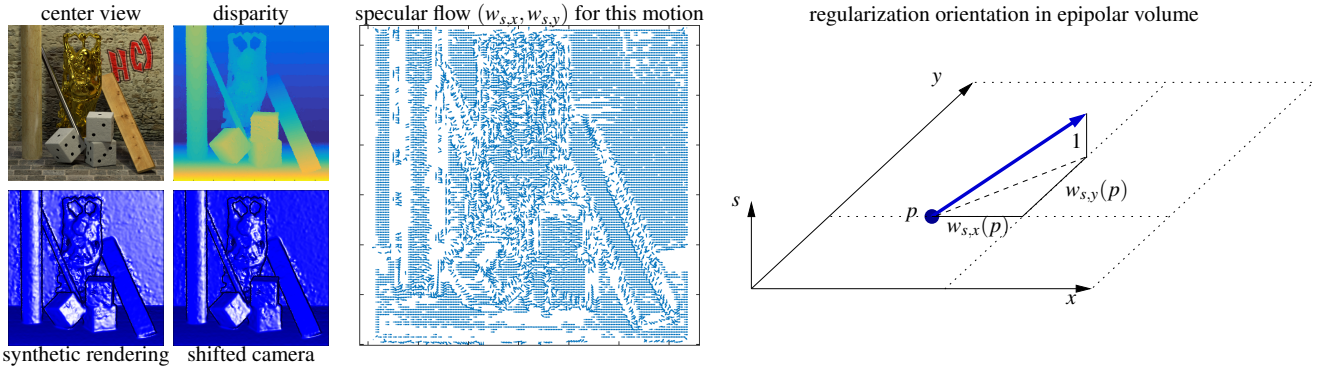 center view
disparity
specular flow (w_{s,x}, w_{s,y}) for this motion
regularization orientation in epipolar volume
HCI
synthetic rendering
shifted camera
y
1
s
p
w_{s,x}(p)
w_{s,y}(p)
x